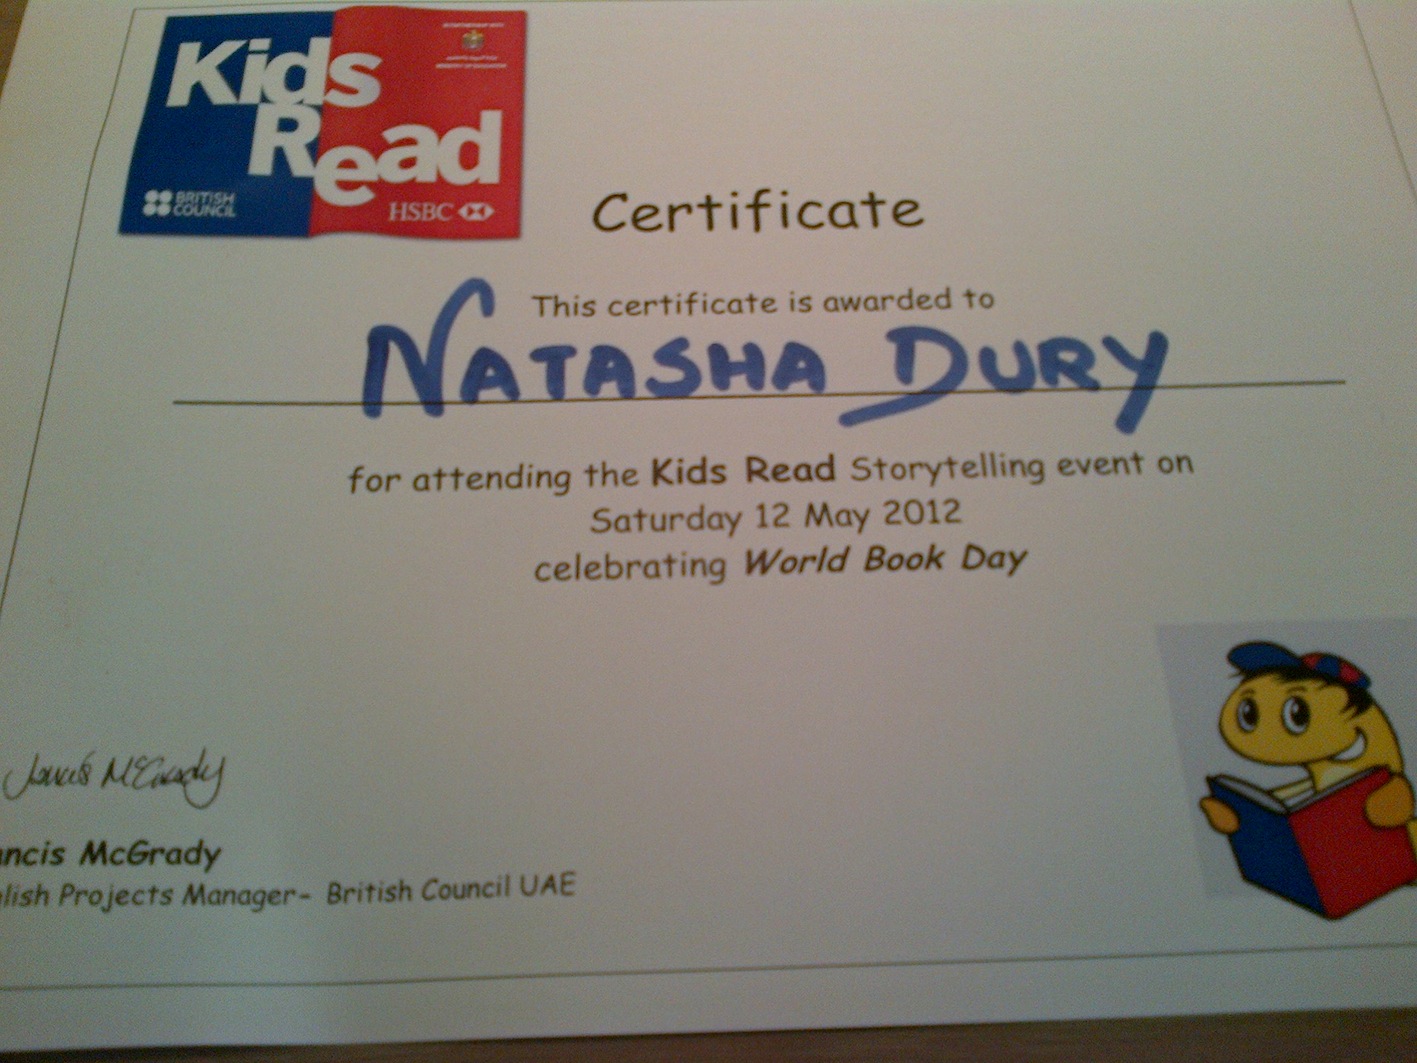 Kids
Read
BRITISH
COUNCIL
HSBC
Certificate
This certificate is awarded to
NATASHA DURY
for attending the Kids Read Storytelling event on
Saturday 12 May 2012
celebrating World Book Day
ncis McGrady
lish Projects Manager- British Council UAE